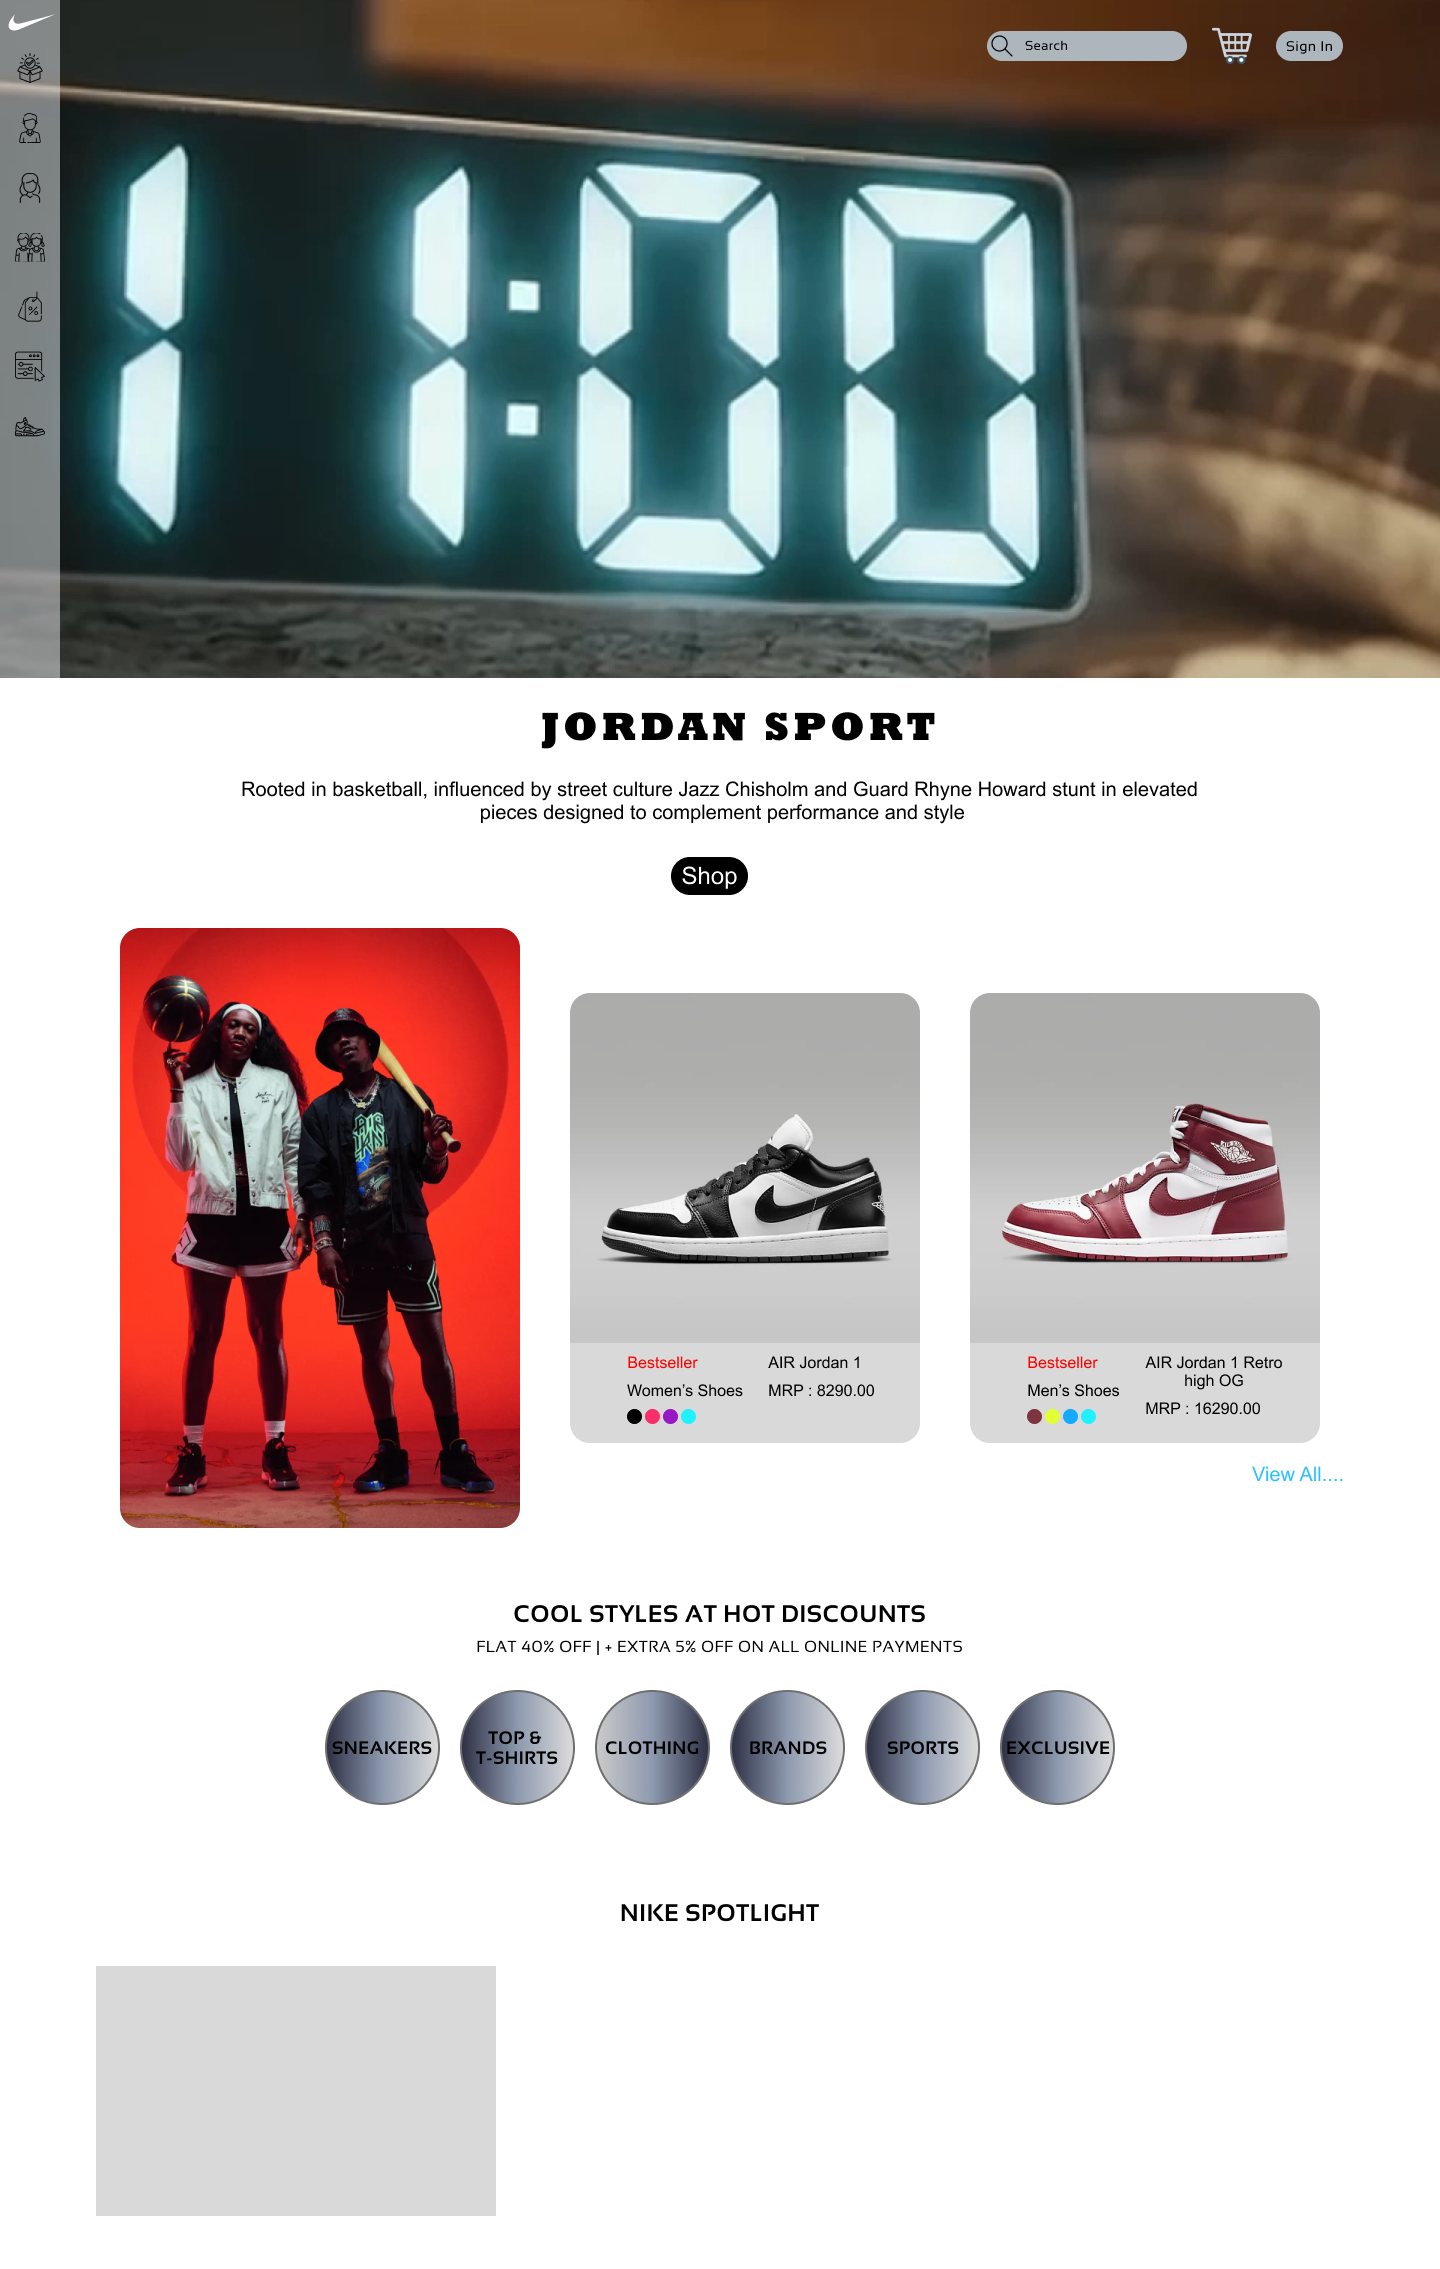 Search
Sign In
11:00
JORDAN SPORT
Rooted in basketball, influenced by street culture Jazz Chisholm and Guard Rhyne Howard stunt in elevated
pieces designed to complement performance and style
Shop
Bestseller
Women’s Shoes
AIR Jordan 1
MRP : 8290.00
Bestseller
Men’s Shoes
AIR Jordan 1 Retro
high OG
MRP : 16290.00
View All....
COOL STYLES AT HOT DISCOUNTS
FLAT 40% OFF | + EXTRA 5% OFF ON ALL ONLINE PAYMENTS
SNEAKERS
TOP &
T-SHIRTS
CLOTHING
BRANDS
SPORTS
EXCLUSIVE
NIKE SPOTLIGHT